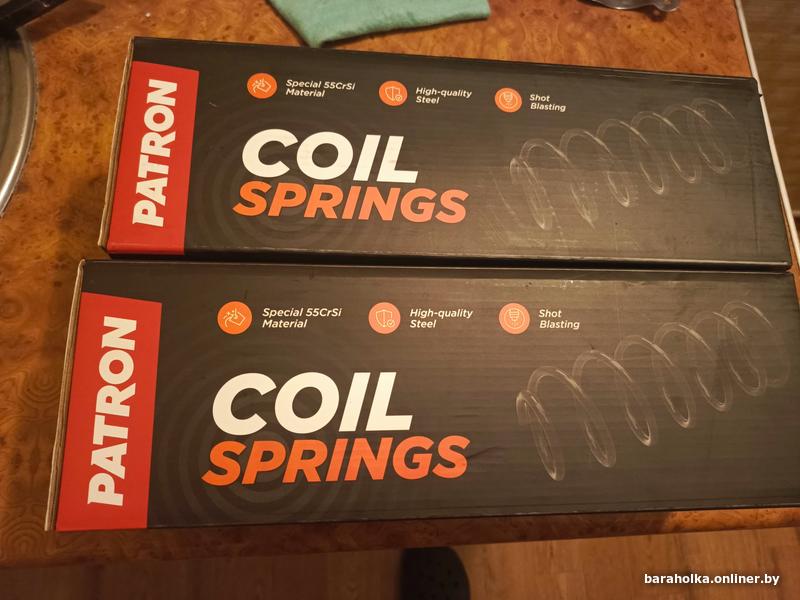 PATRON
Special 55CrSi
Material
High-quality
Steel
Shot
Blasting
COIL
SPRINGS
PATRON
Special 55CrSi
Material
High-quality
Steel
Shot
Blasting
COIL
SPRINGS
baraholka.onliner.by